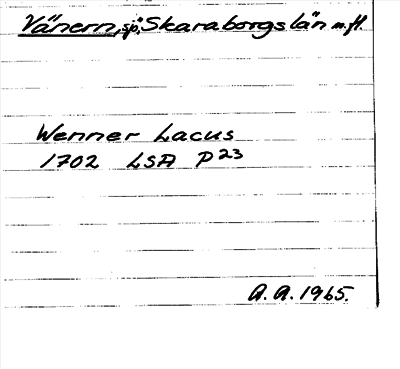 Vänern, sjö, Skaraborgs län m.fl.
Wenner Lacus
1702 LSA P23
A.A. 1965.